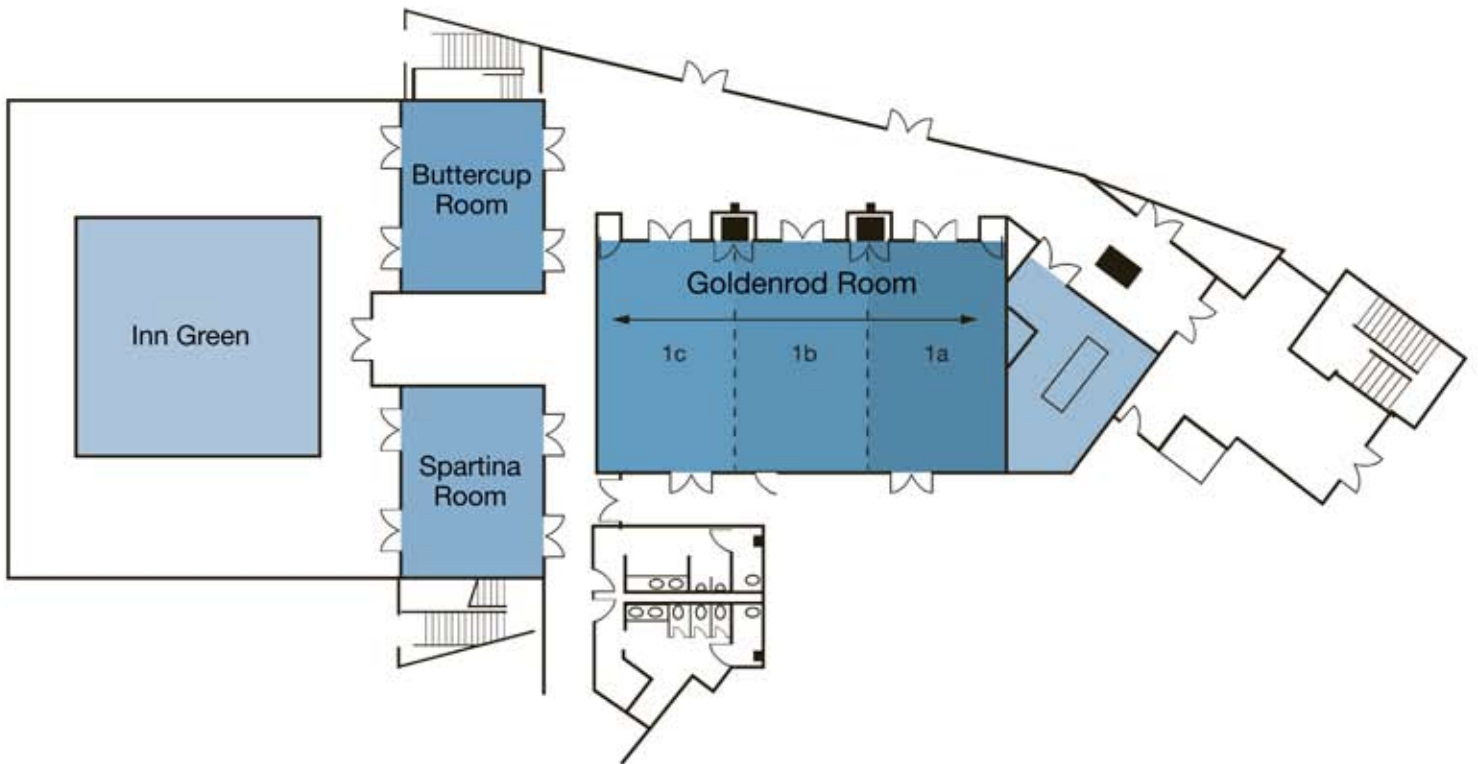 Buttercup
Room
Inn Green
Goldenrod Room
1c
1b
1a
Spartina
Room